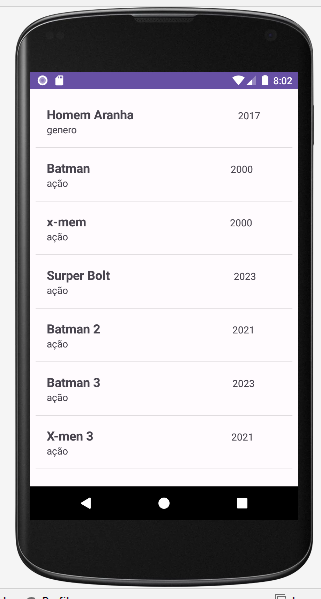 8:02
Homem Aranha 2017
genero
Batman 2000
ação
x-mem 2000
ação
Surper Bolt 2023
ação
Batman 2 2021
ação
Batman 3 2023
ação
X-men 3 2021
ação